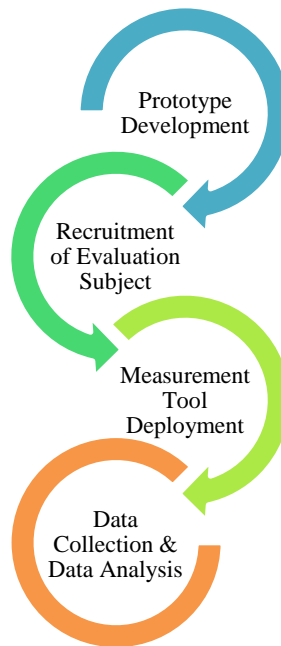 Prototype
Development
Recruitment
of Evaluation
Subject
Measurement
Tool
Deployment
Data
Collection &
Data Analysis